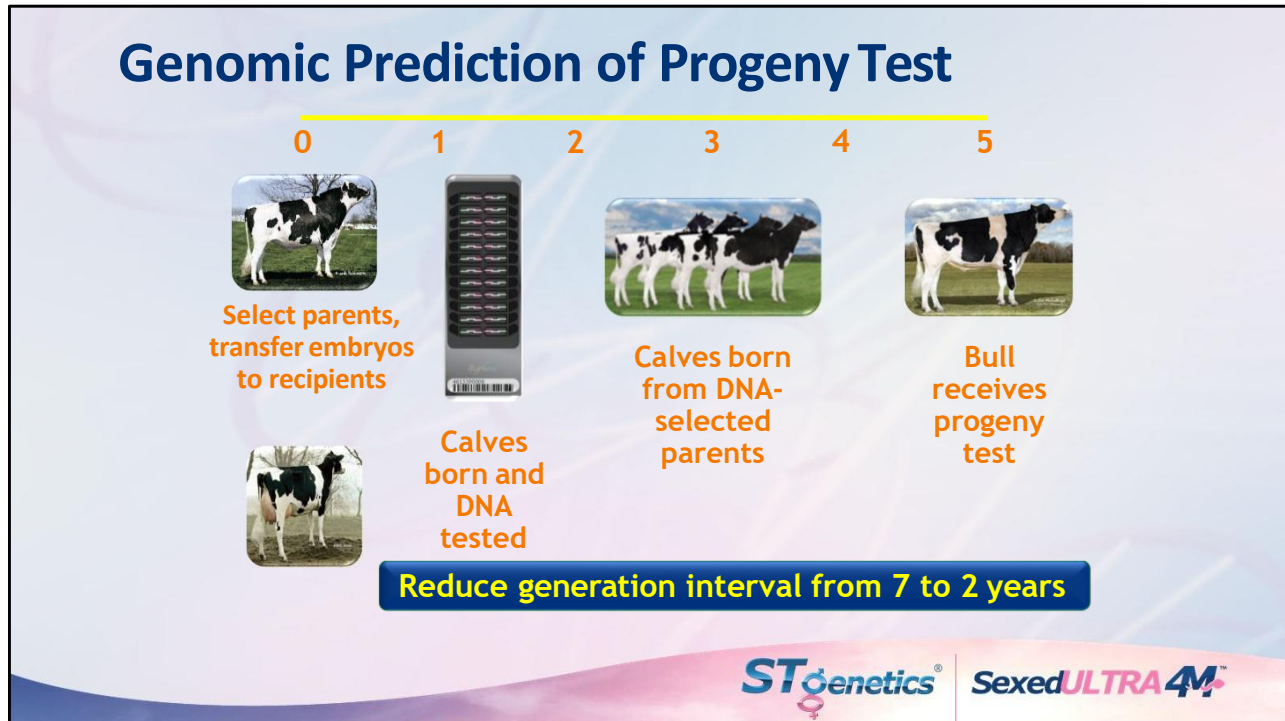 Genomic Prediction of Progeny Test
0 1 2 3 4 5
Select parents,
transfer embryos
to recipients
Calves
born and
DNA
tested
Calves born
from DNA-
selected
parents
Bull
receives
progeny
test
Reduce generation interval from 7 to 2 years
STgenetics®
SexedULTRA 4M™